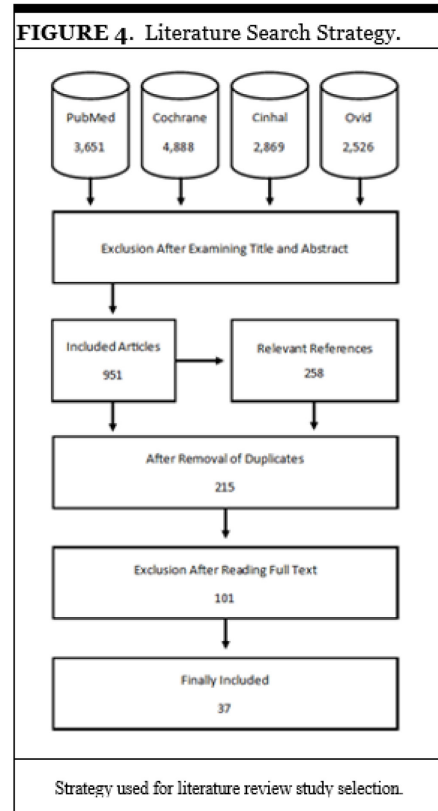 FIGURE 4. Literature Search Strategy.
PubMed
3,651
Cochrane
4,888
Cinhal
2,869
Ovid
2,526
Exclusion After Examining Title and Abstract
Included Articles
951
Relevant References
258
After Removal of Duplicates
215
Exclusion After Reading Full Text
101
Finally Included
37
Strategy used for literature review study selection.